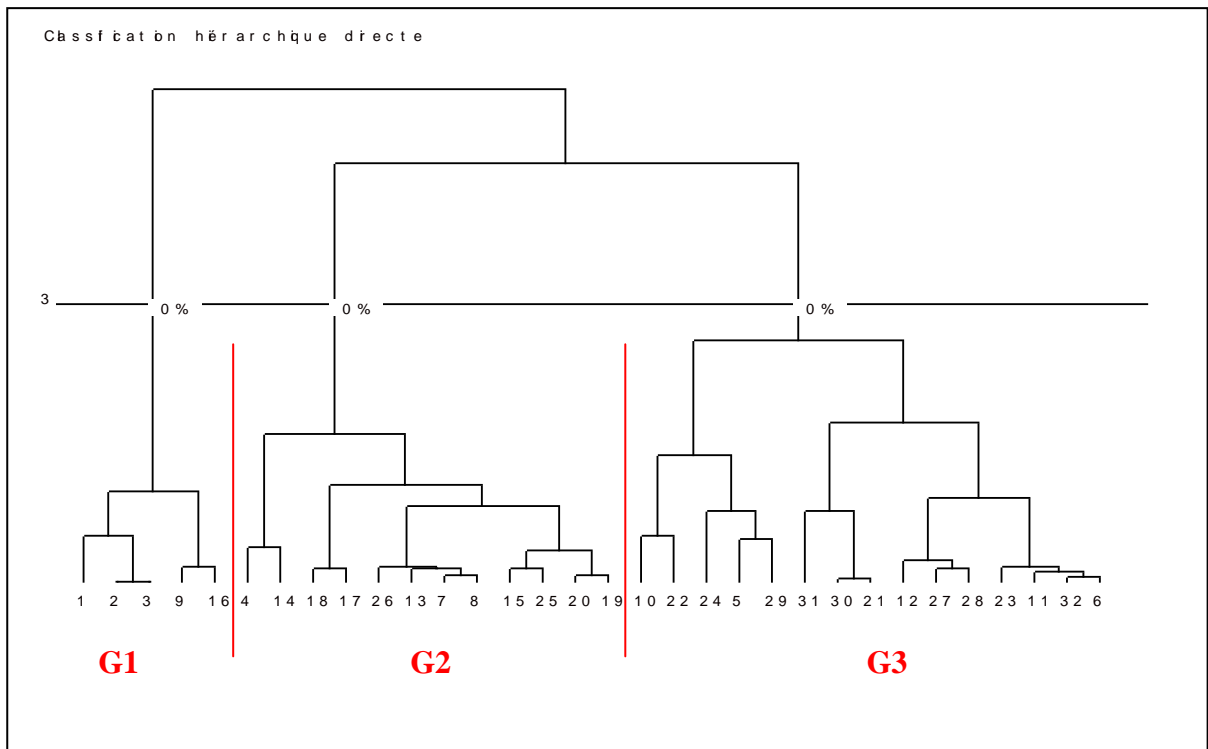 Classification hiérarchique directe
3 0% 0% 0%
1 2 3 9 16 4 14 18 17 26 13 7 8 15 25 20 19 10 22 24 5 29 31 30 21 12 27 28 23 11 32 6
G1 G2 G3